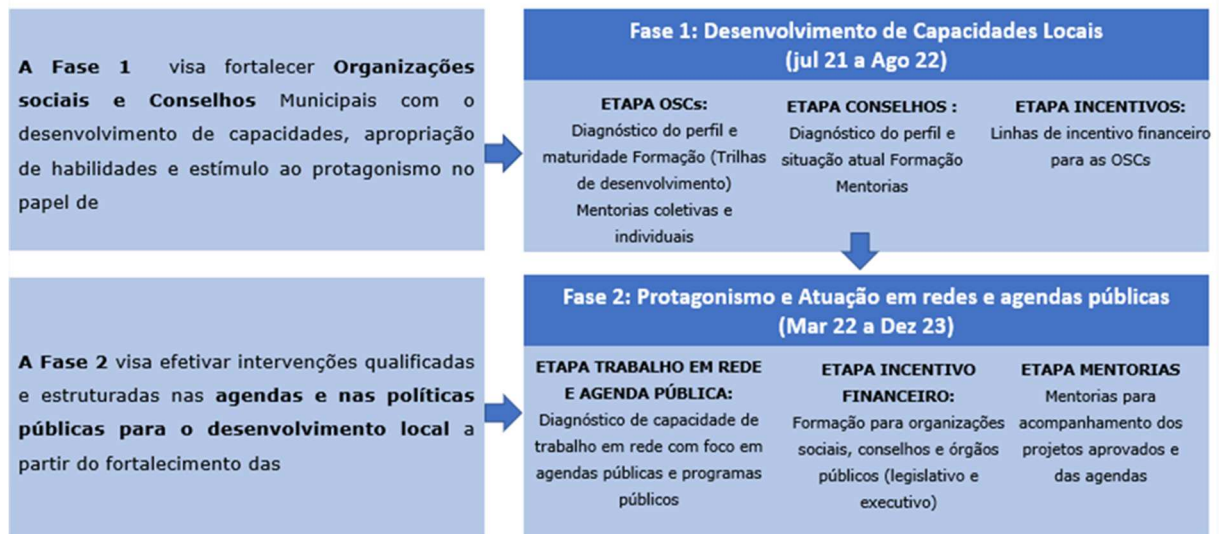 A Fase 1 visa fortalecer Organizações
sociais e Conselhos Municipais com o
desenvolvimento de capacidades, apropriação
de habilidades e estímulo ao protagonismo no
papel de
Fase 1: Desenvolvimento de Capacidades Locais
(jul 21 a Ago 22)
ETAPA OSCs:
Diagnóstico do perfil e
maturidade Formação (Trilhas
de desenvolvimento)
Mentorias coletivas e
individuais
ETAPA CONSELHOS :
Diagnóstico do perfil e
situação atual Formação
Mentorias
ETAPA INCENTIVOS:
Linhas de incentivo financeiro
para as OSCs
A Fase 2 visa efetivar intervenções qualificadas
e estruturadas nas agendas e nas políticas
públicas para o desenvolvimento local a
partir do fortalecimento das
Fase 2: Protagonismo e Atuação em redes e agendas públicas
(Mar 22 a Dez 23)
ETAPA TRABALHO EM REDE
E AGENDA PÚBLICA:
Diagnóstico de capacidade de
trabalho em rede com foco em
agendas públicas e programas
públicos
ETAPA INCENTIVO
FINANCEIRO:
Formação para organizações
sociais, conselhos e órgãos
públicos (legislativo e
executivo)
ETAPA MENTORIAS
Mentorias para
acompanhamento dos
projetos aprovados e
das agendas